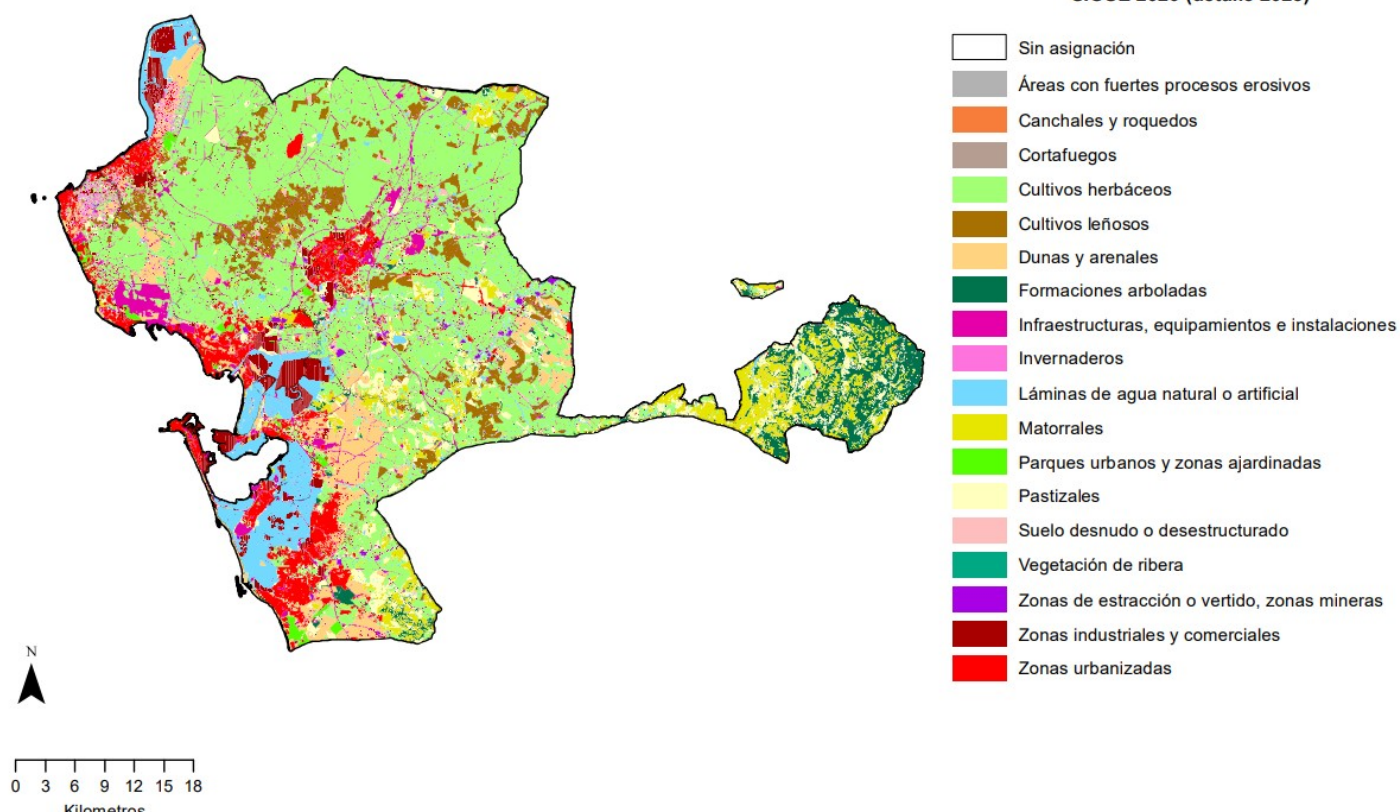 Sin asignación
Áreas con fuertes procesos erosivos
Canchales y roquedos
Cortafuegos
Cultivos herbáceos
Cultivos leñosos
Dunas y arenales
Formaciones arboladas
Infraestructuras, equipamientos e instalaciones
Invernaderos
Láminas de agua natural o artificial
Matorrales
Parques urbanos y zonas ajardinadas
Pastizales
Suelo desnudo o desestructurado
Vegetación de ribera
Zonas de estracción o vertido, zonas mineras
Zonas industriales y comerciales
Zonas urbanizadas
N
0 3 6 9 12 15 18
Kilometros